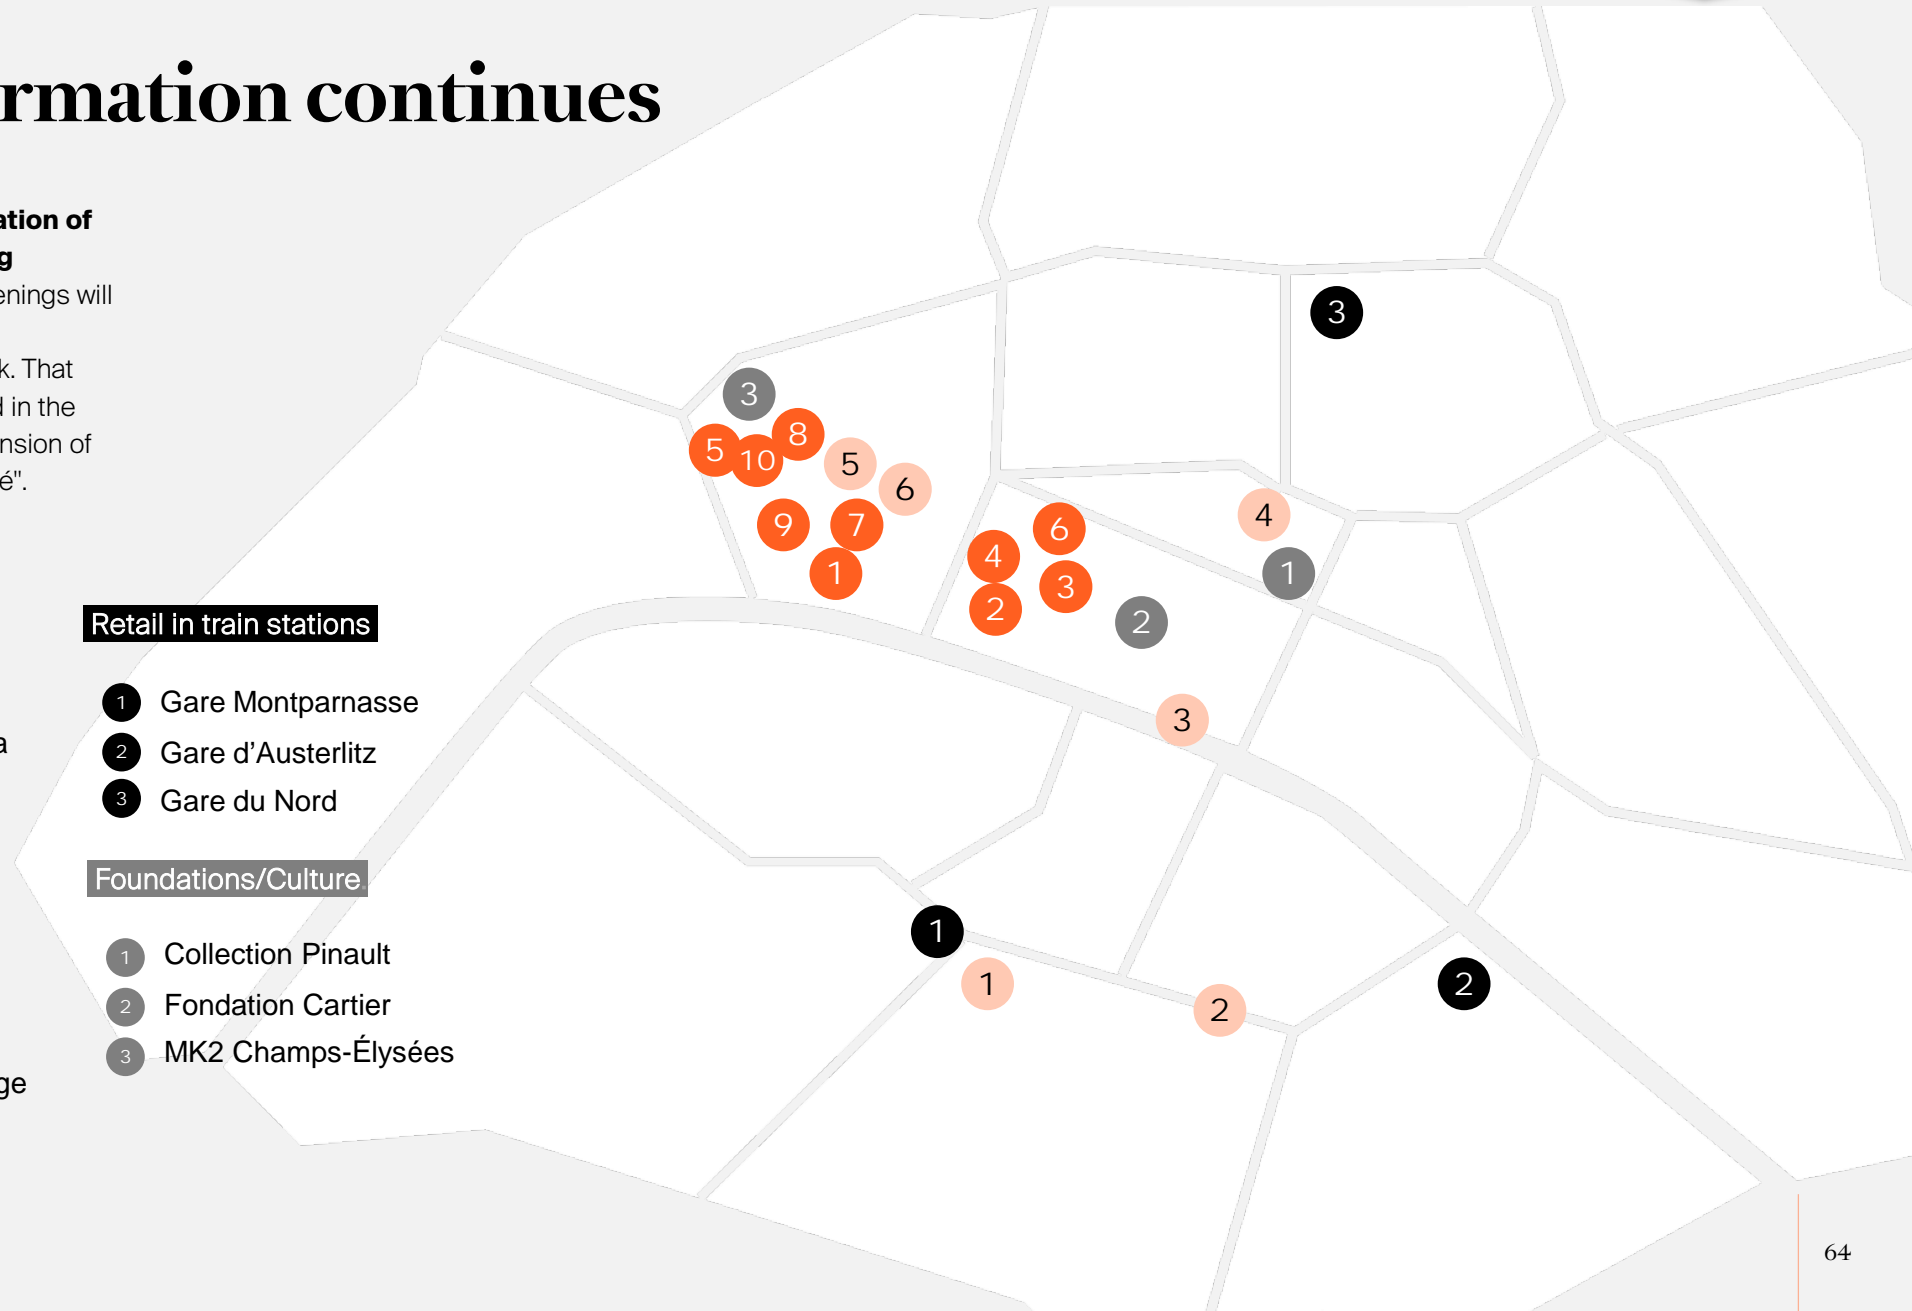 rmation continues
ation of
g
enings will
k. That
d in the
nsion of
é".
a
ge
Retail in train stations
1 Gare Montparnasse
2 Gare d'Austerlitz
3 Gare du Nord
Foundations/Culture
1 Collection Pinault
2 Fondation Cartier
3 MK2 Champs-Élysées
3
3
8
5
10
5
6
9
7
1
6
4
3
2
4
1
2
3
1
1
2
2
64